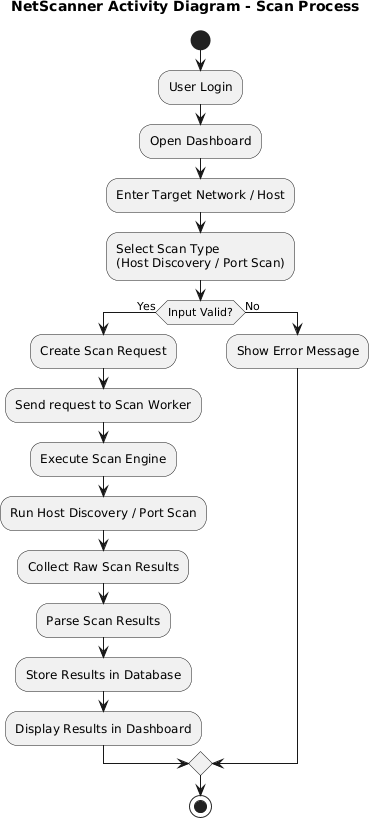 NetScanner Activity Diagram - Scan Process
User Login
Open Dashboard
Enter Target Network / Host
Select Scan Type
(Host Discovery / Port Scan)
Input Valid?
Yes
No
Create Scan Request
Show Error Message
Send request to Scan Worker
Execute Scan Engine
Run Host Discovery / Port Scan
Collect Raw Scan Results
Parse Scan Results
Store Results in Database
Display Results in Dashboard